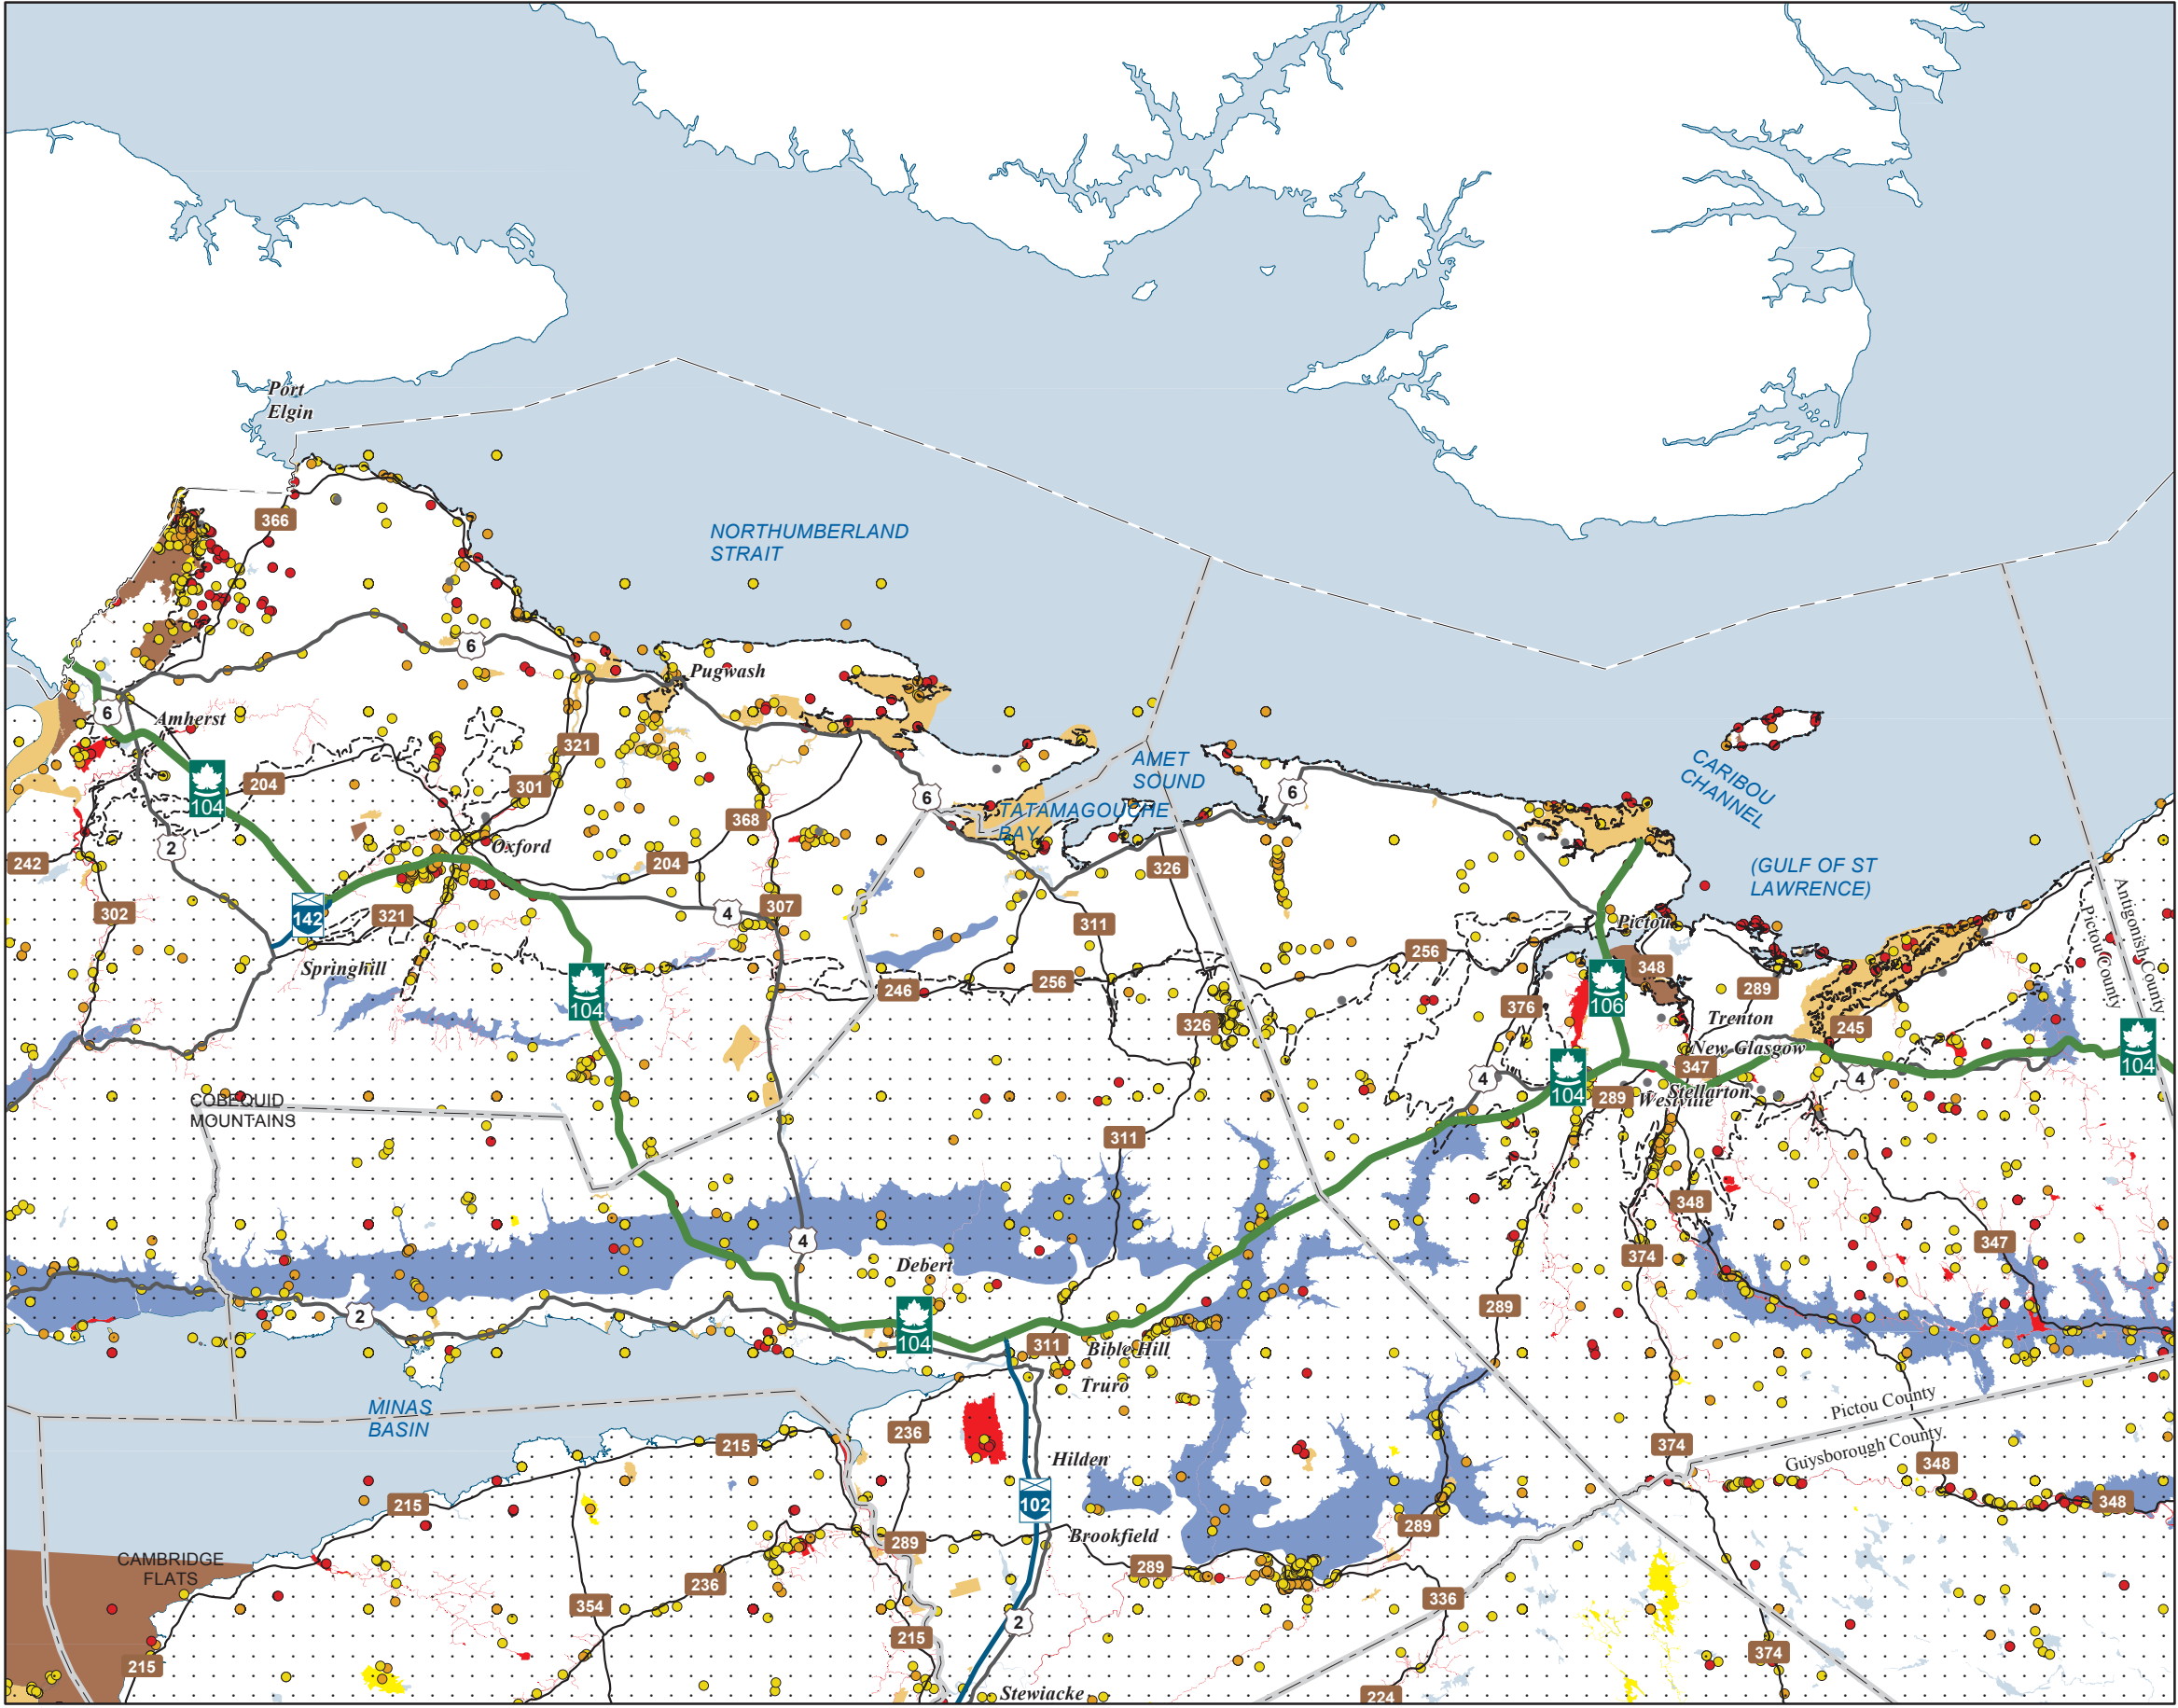 Port
Elgin
366
NORTHUMBERLAND
STRAIT
6
Pugwash
6
Amherst
321
AMET
SOUND
CARIBOU
CHANNEL
104
204
301
6
6
TATAMAGOUCHE
BAY
368
2
Oxford
242
204
326
(GULF OF ST
LAWRENCE)
142
302
321
4
307
311
Pictou
Antigonish County
Pictou County
256
Springhill
348
104
246
256
106
289
376
326
Trenton
245
New Glasgow
104
347
4
104
4
289
Westville
Stellarton
COBEQUID
MOUNTAINS
311
348
4
347
374
Debert
289
2
104
311
Bible Hill
Truro
MINAS
BASIN
Pictou County
236
215
374
Guysborough County
Hilden
348
215
102
348
289
289
Brookfield
CAMBRIDGE
FLATS
289
236
336
354
2
215
374
215
Stewiacke
224